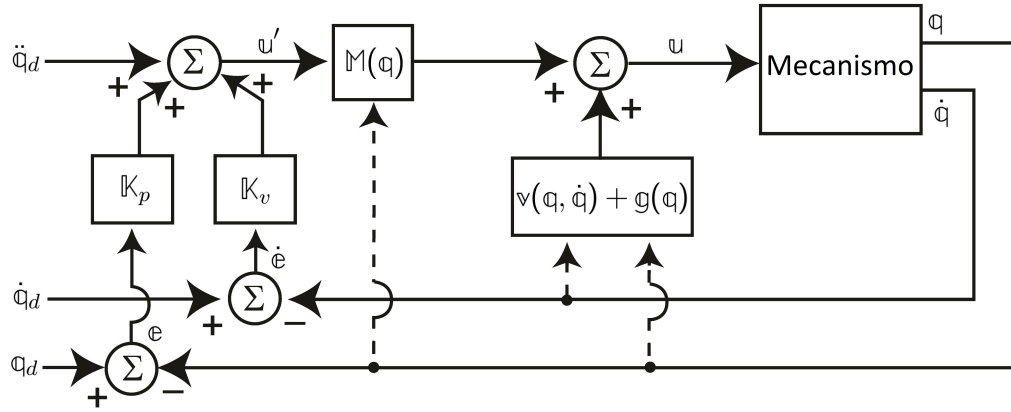 q̈_d
+
+
Σ
+
u′
M(q)
+
Σ
+
u
Mecanismo
q
q̇
K_p
K_v
v(q, q̇) + g(q)
q̇_d
+
Σ
−
ė
q_d
+
Σ
−
e